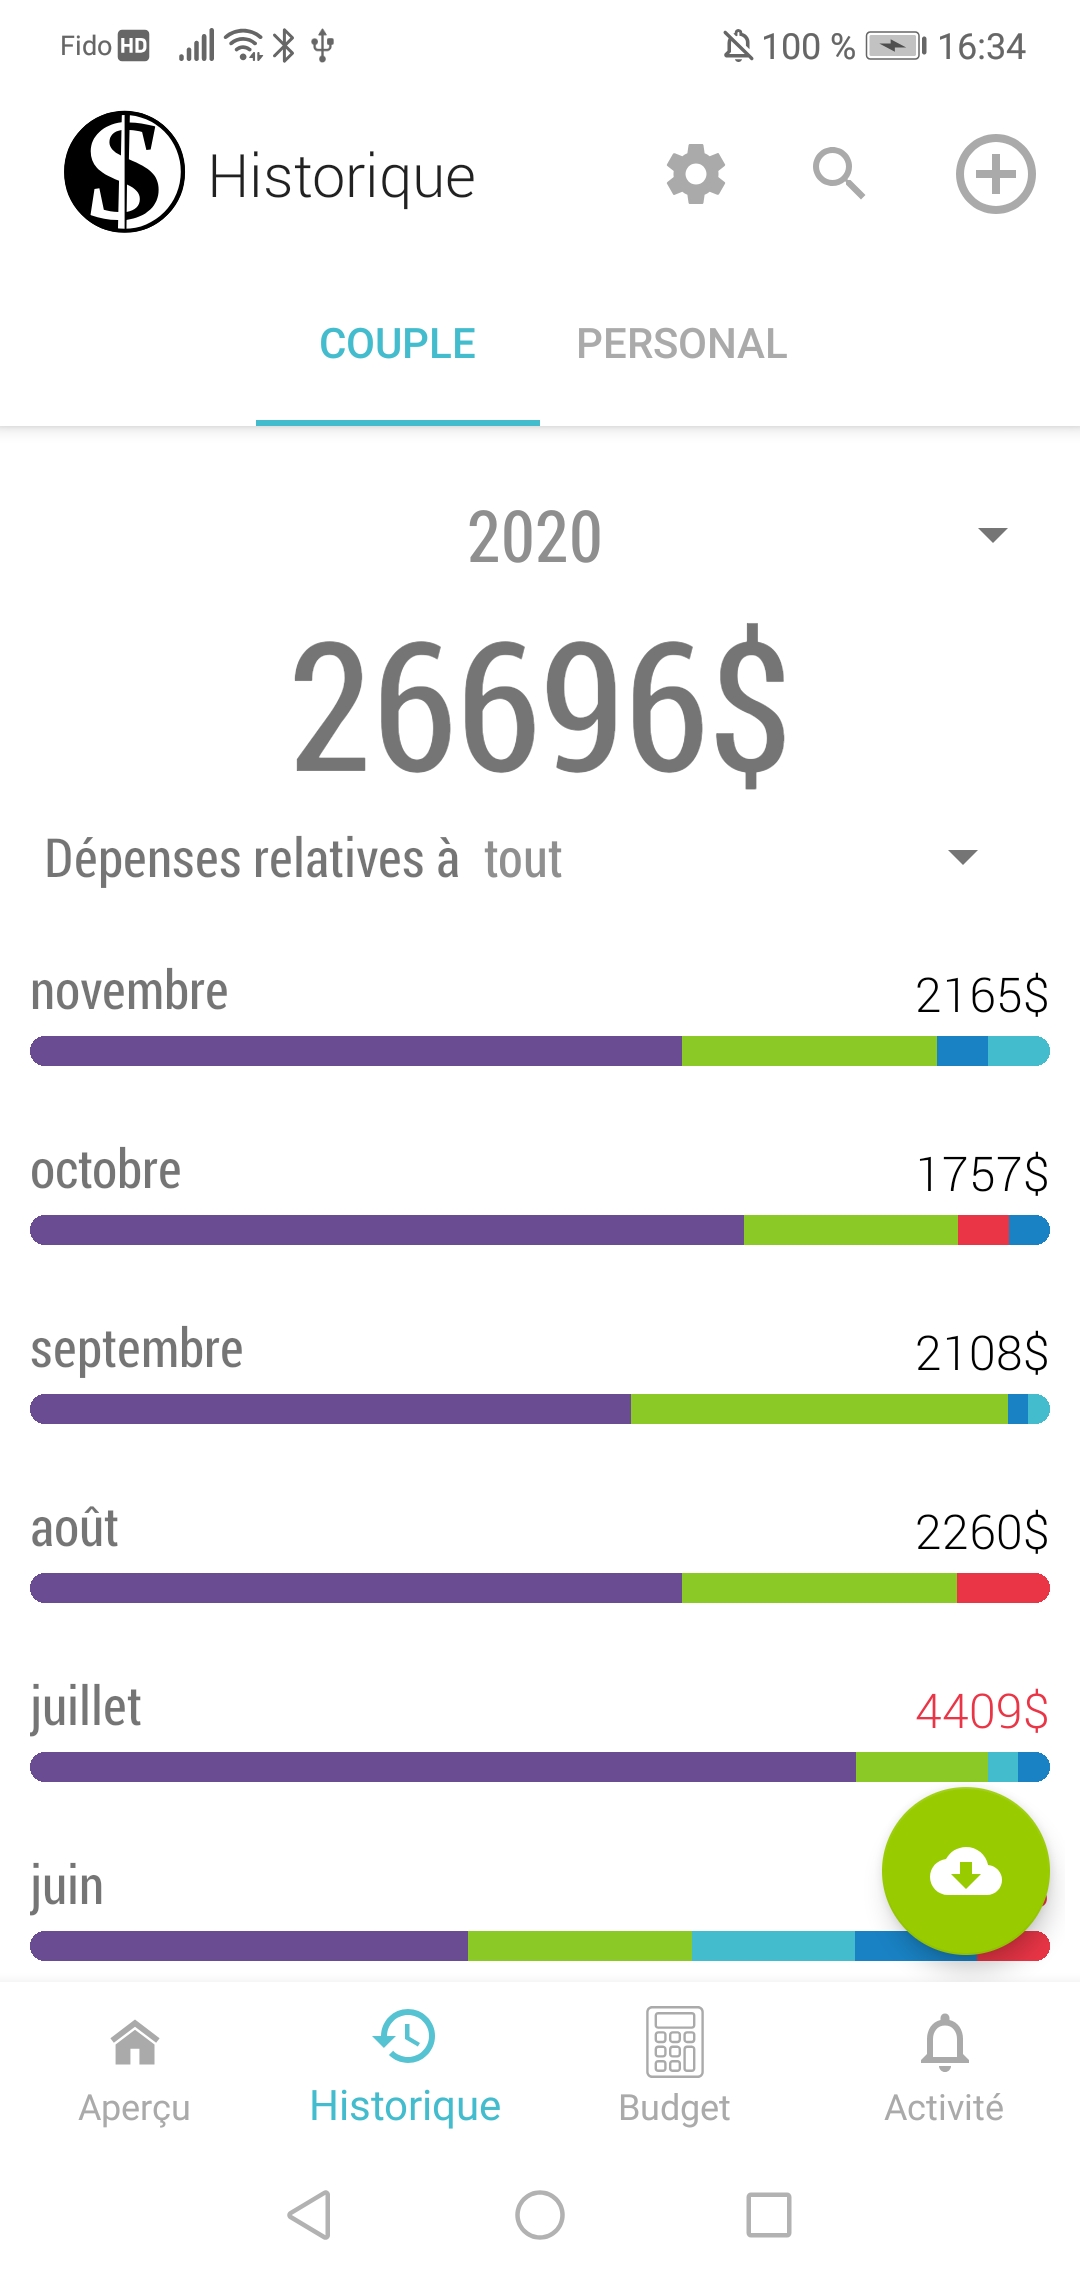 Fido HD 100 % 16:34
$ Historique
COUPLE PERSONAL
2020
26696$
Dépenses relatives à tout
novembre 2165$
octobre 1757$
septembre 2108$
août 2260$
juillet 4409$
juin
Aperçu Historique Budget Activité